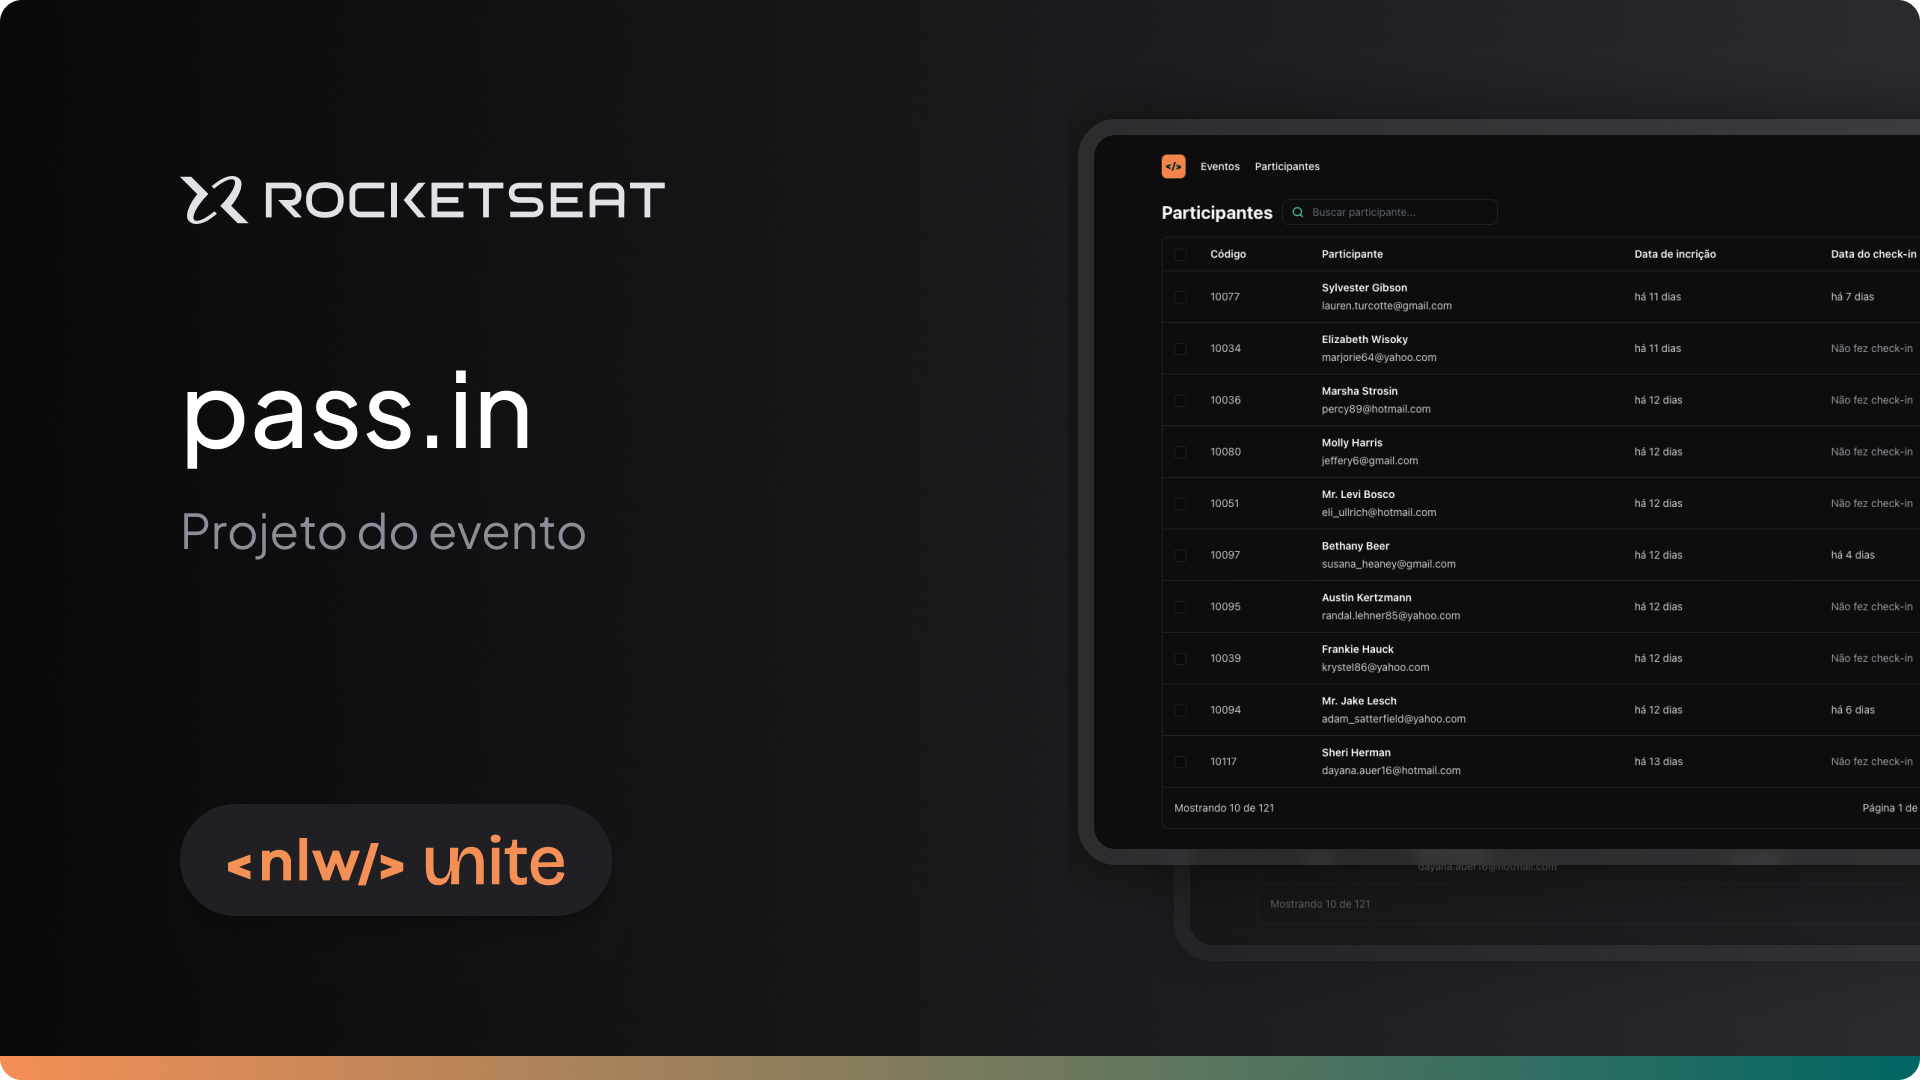 ROCKETSEAT
pass.in
Projeto do evento
<nlw/> unite
</> Eventos Participantes
Participantes Buscar participante...
Código Participante Data de incrição Data do check-in
10077 Sylvester Gibson há 11 dias há 7 dias
lauren.turcotte@gmail.com
10034 Elizabeth Wisoky há 11 dias Não fez check-in
marjorie64@yahoo.com
10036 Marsha Strosin há 12 dias Não fez check-in
percy89@hotmail.com
10080 Molly Harris há 12 dias Não fez check-in
jeffery6@gmail.com
10051 Mr. Levi Bosco há 12 dias Não fez check-in
eli_ullrich@hotmail.com
10097 Bethany Beer há 12 dias há 4 dias
susana_heaney@gmail.com
10095 Austin Kertzmann há 12 dias Não fez check-in
randal.lehner85@yahoo.com
10039 Frankie Hauck há 12 dias Não fez check-in
krystel86@yahoo.com
10094 Mr. Jake Lesch há 12 dias há 6 dias
adam_satterfield@yahoo.com
10117 Sheri Herman há 13 dias Não fez check-in
dayana.auer16@hotmail.com
Mostrando 10 de 121 Página 1 de
dayana.auer16@hotmail.com
Mostrando 10 de 121